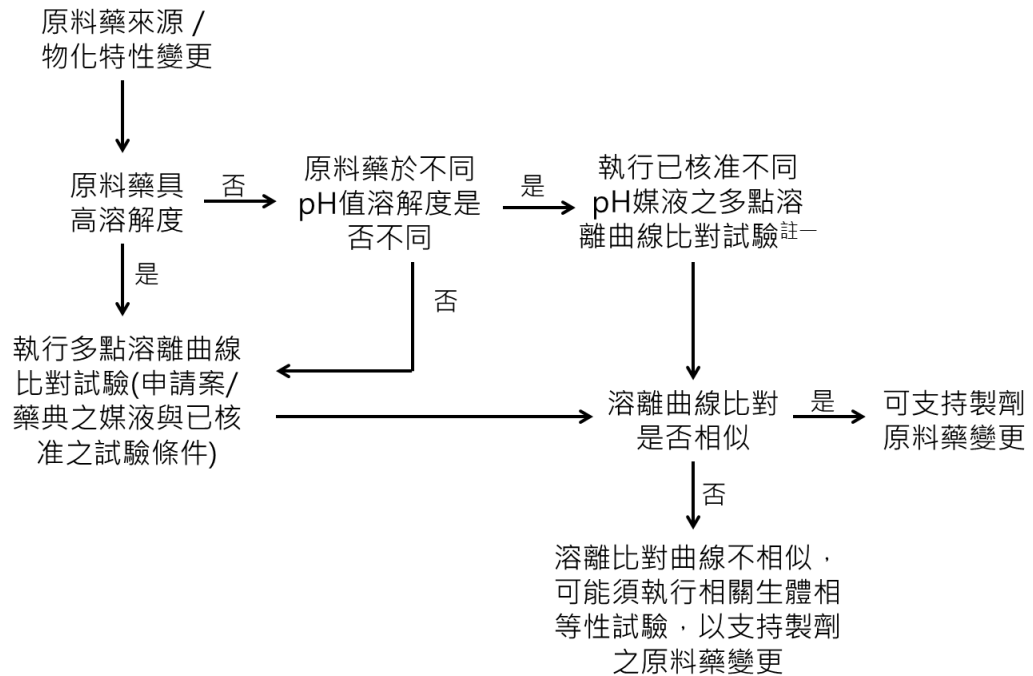 原料藥來源 /
物化特性變更
原料藥具
高溶解度
否
原料藥於不同
pH值溶解度是
否不同
是
執行已核准不同
pH媒液之多點溶
離曲線比對試驗註一
是
否
執行多點溶離曲線
比對試驗(申請案/
藥典之媒液與已核
准之試驗條件)
溶離曲線比對
是否相似
是
可支持製劑
原料藥變更
否
溶離比對曲線不相似，
可能須執行相關生體相
等性試驗，以支持製劑
之原料藥變更